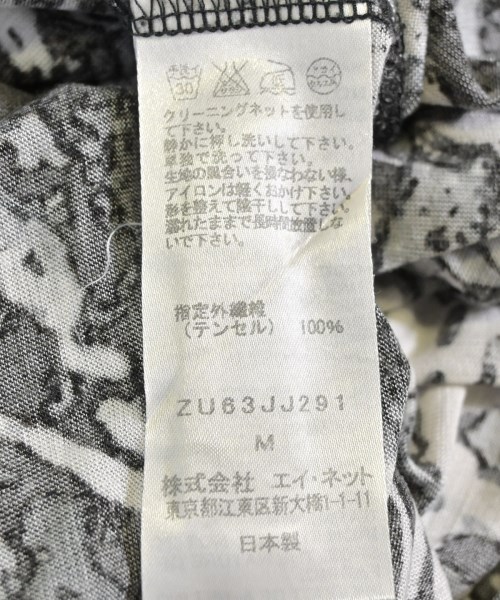 手洗イ 30
クリーニングネットを使用し
て下さい。
静かに押し洗いして下さい。
単独で洗って下さい。
生地の風合いを損なわない様、
アイロンは軽くおかけ下さい。
形を整えて陰干しして下さい。
濡れたままで長時間放置しな
いで下さい。
指定外繊維
（テンセル） 100%
ZU63JJ291
M
株式会社 エイ・ネット
東京都江東区新大橋1-1-11
日本製